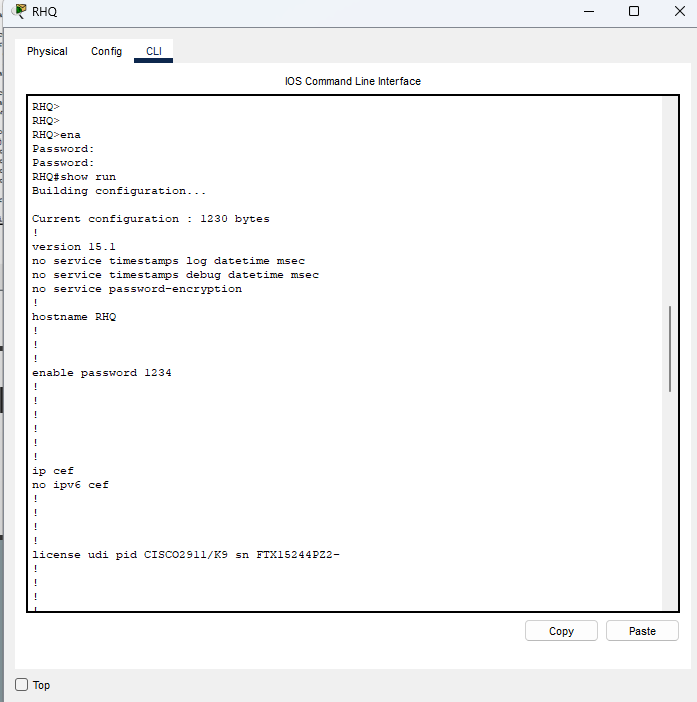 RHQ
Physical Config CLI
IOS Command Line Interface
RHQ>
RHQ>
RHQ>ena
Password:
Password:
RHQ#show run
Building configuration...
Current configuration : 1230 bytes
!
version 15.1
no service timestamps log datetime msec
no service timestamps debug datetime msec
no service password-encryption
!
hostname RHQ
!
!
!
enable password 1234
!
!
!
!
!
!
ip cef
no ipv6 cef
!
!
!
!
license udi pid CISCO2911/K9 sn FTX15244PZ2-
!
!
!
!
Copy Paste
Top